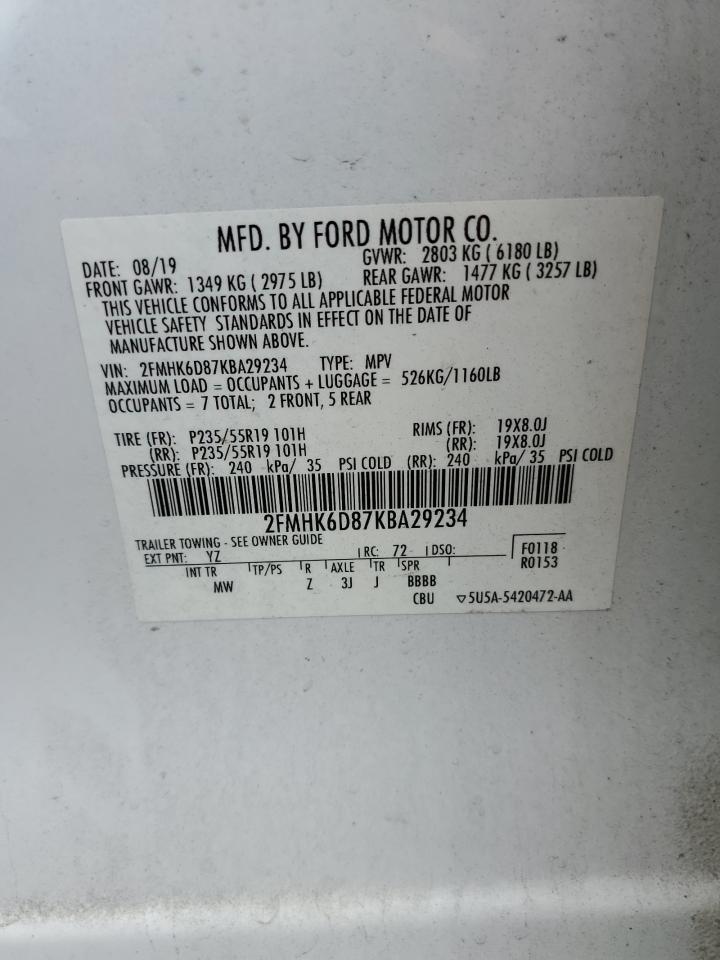 MFD. BY FORD MOTOR CO.
DATE: 08/19 GVWR: 2803 KG ( 6180 LB)
FRONT GAWR: 1349 KG ( 2975 LB) REAR GAWR: 1477 KG ( 3257 LB)
THIS VEHICLE CONFORMS TO ALL APPLICABLE FEDERAL MOTOR
VEHICLE SAFETY STANDARDS IN EFFECT ON THE DATE OF
MANUFACTURE SHOWN ABOVE.
VIN: 2FMHK6D87KBA29234 TYPE: MPV
MAXIMUM LOAD = OCCUPANTS + LUGGAGE = 526KG/1160LB
OCCUPANTS = 7 TOTAL; 2 FRONT, 5 REAR
TIRE (FR): P235/55R19 101H RIMS (FR): 19X8.0J
(RR): P235/55R19 101H (RR): 19X8.0J
PRESSURE (FR): 240 kPa/ 35 PSI COLD (RR): 240 kPa/ 35 PSI COLD
2FMHK6D87KBA29234
TRAILER TOWING - SEE OWNER GUIDE
EXT PNT: YZ RC: 72 DSO: F0118
INT TR TP/PS R AXLE TR SPR R0153
MW Z 3J J BBBB
CBU ▽5U5A-5420472-AA